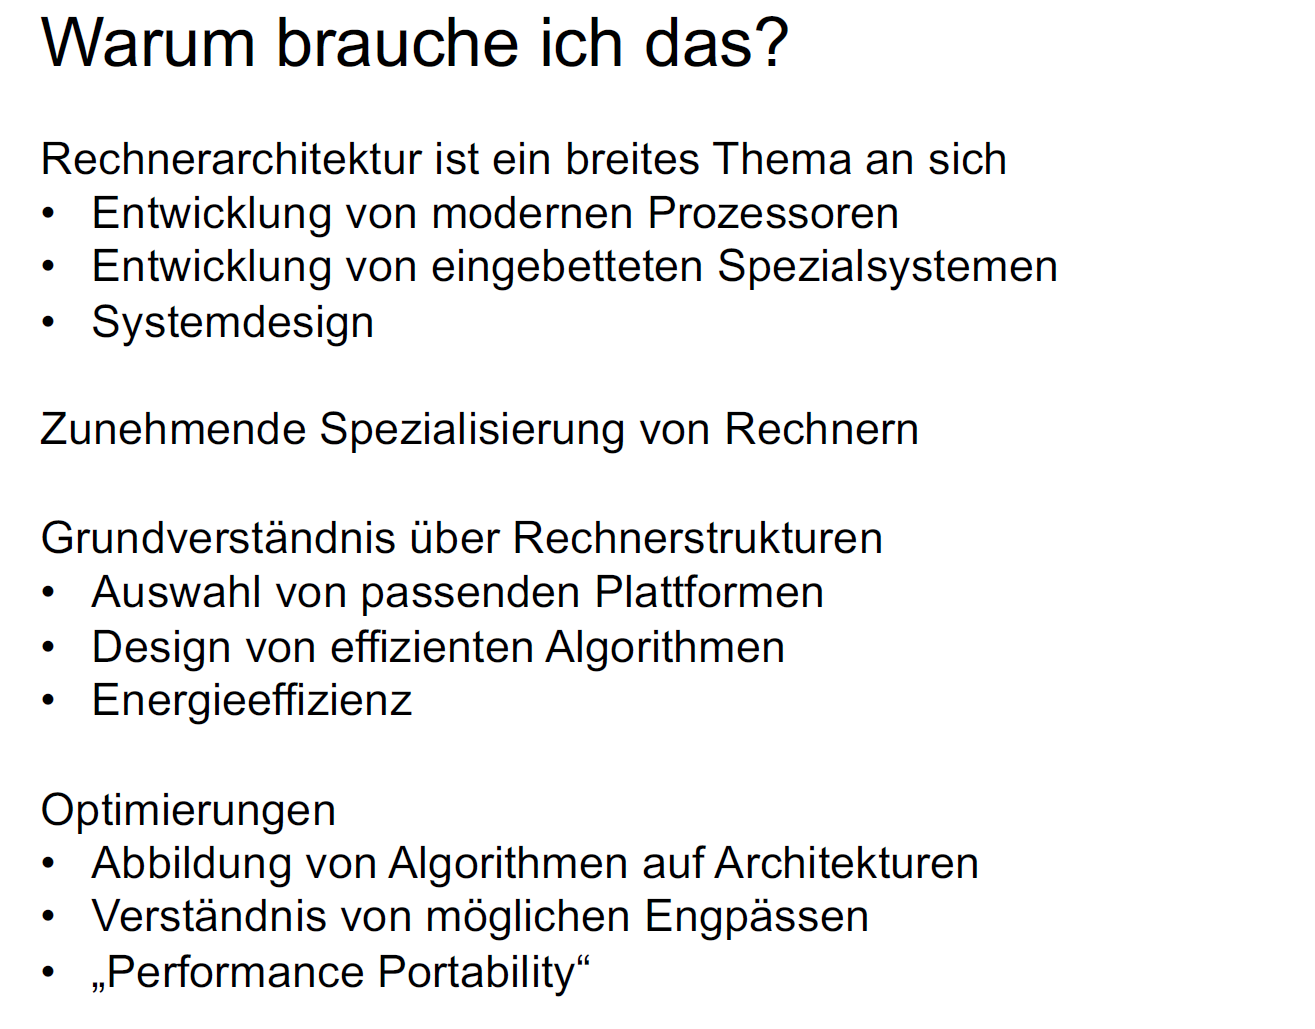 Warum brauche ich das?
Rechnerarchitektur ist ein breites Thema an sich
• Entwicklung von modernen Prozessoren
• Entwicklung von eingebetteten Spezialsystemen
• Systemdesign
Zunehmende Spezialisierung von Rechnern
Grundverständnis über Rechnerstrukturen
• Auswahl von passenden Plattformen
• Design von effizienten Algorithmen
• Energieeffizienz
Optimierungen
• Abbildung von Algorithmen auf Architekturen
• Verständnis von möglichen Engpässen
• „Performance Portability“